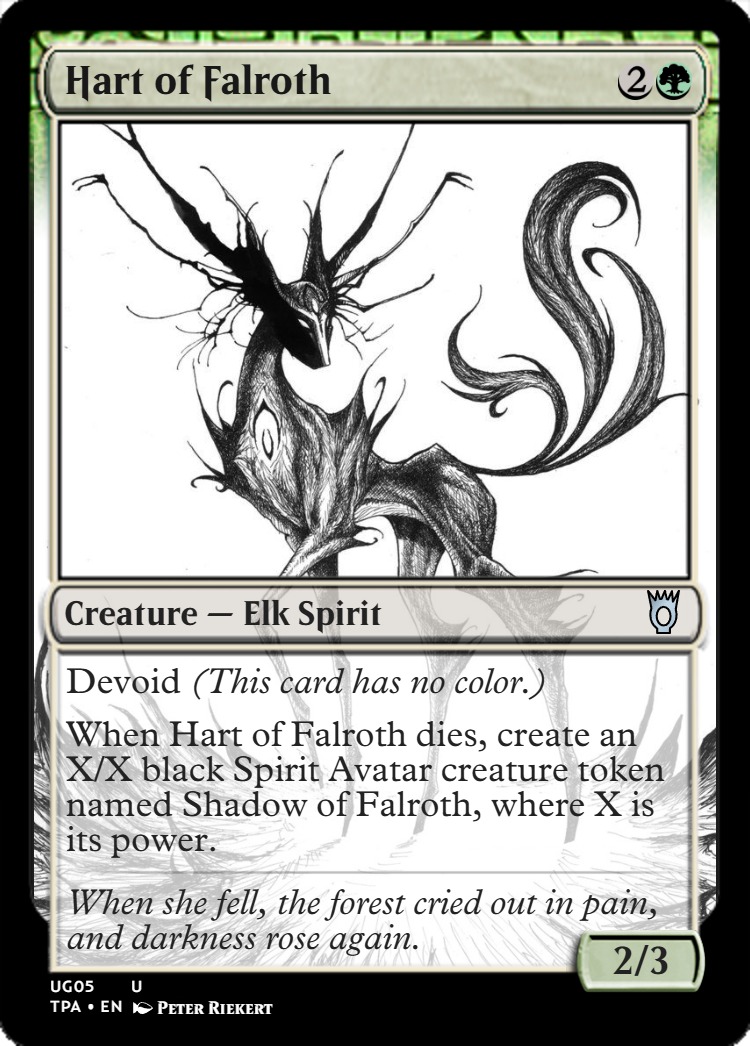 Hart of Falroth 2
Creature — Elk Spirit
Devoid (This card has no color.)
When Hart of Falroth dies, create an
X/X black Spirit Avatar creature token
named Shadow of Falroth, where X is
its power.
When she fell, the forest cried out in pain,
and darkness rose again.
2/3
UG05 U
TPA • EN Peter Riekert